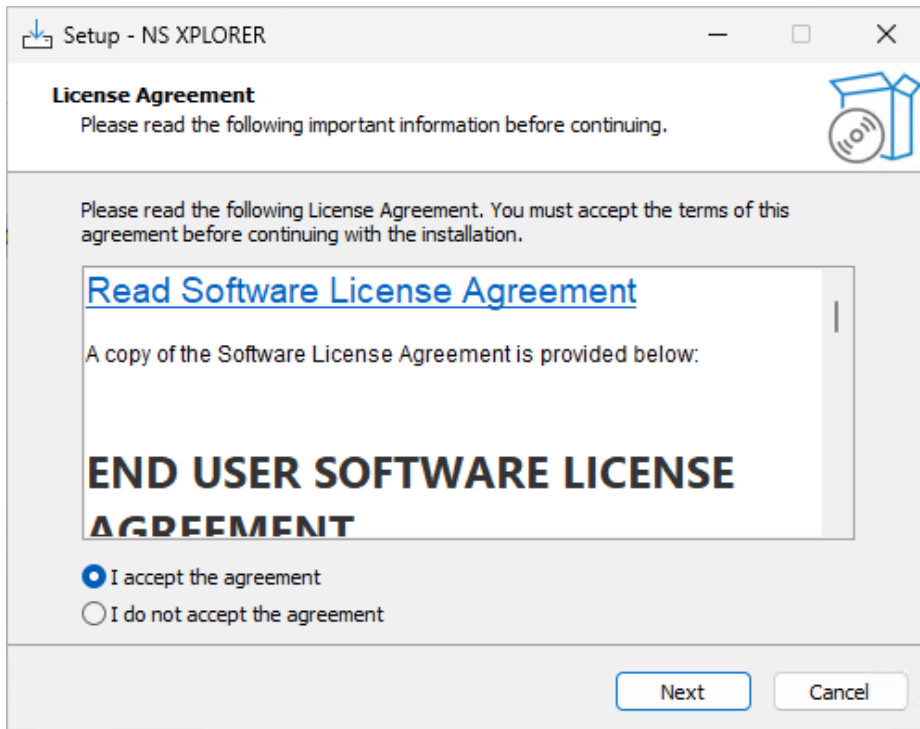 Setup - NS XPLORER
License Agreement
Please read the following important information before continuing.
Please read the following License Agreement. You must accept the terms of this
agreement before continuing with the installation.
Read Software License Agreement
A copy of the Software License Agreement is provided below:
END USER SOFTWARE LICENSE
AGREEMENT
I accept the agreement
I do not accept the agreement
Next
Cancel